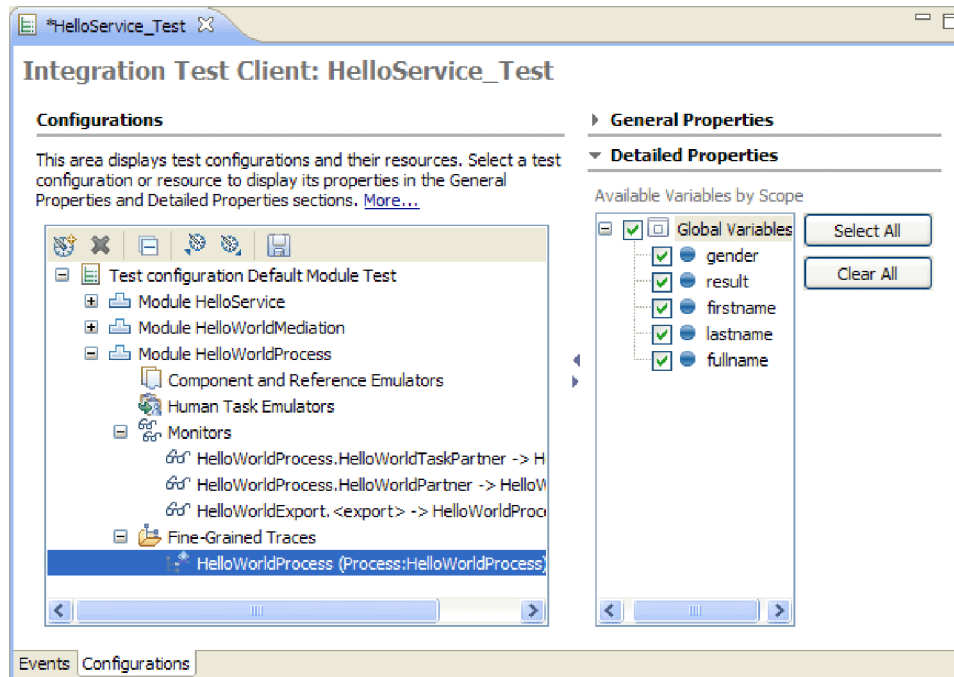 *HelloService_Test
Integration Test Client: HelloService_Test
Configurations
This area displays test configurations and their resources. Select a test
configuration or resource to display its properties in the General
Properties and Detailed Properties sections. More...
Test configuration Default Module Test
Module HelloService
Module HelloWorldMediation
Module HelloWorldProcess
Component and Reference Emulators
Human Task Emulators
Monitors
HelloWorldProcess.HelloWorldTaskPartner -> H
HelloWorldProcess.HelloWorldPartner -> HelloW
HelloWorldExport.<export> -> HelloWorldProc
Fine-Grained Traces
HelloWorldProcess (Process:HelloWorldProcess)
General Properties
Detailed Properties
Available Variables by Scope
Global Variables
gender
result
firstname
lastname
fullname
Select All
Clear All
Events
Configurations